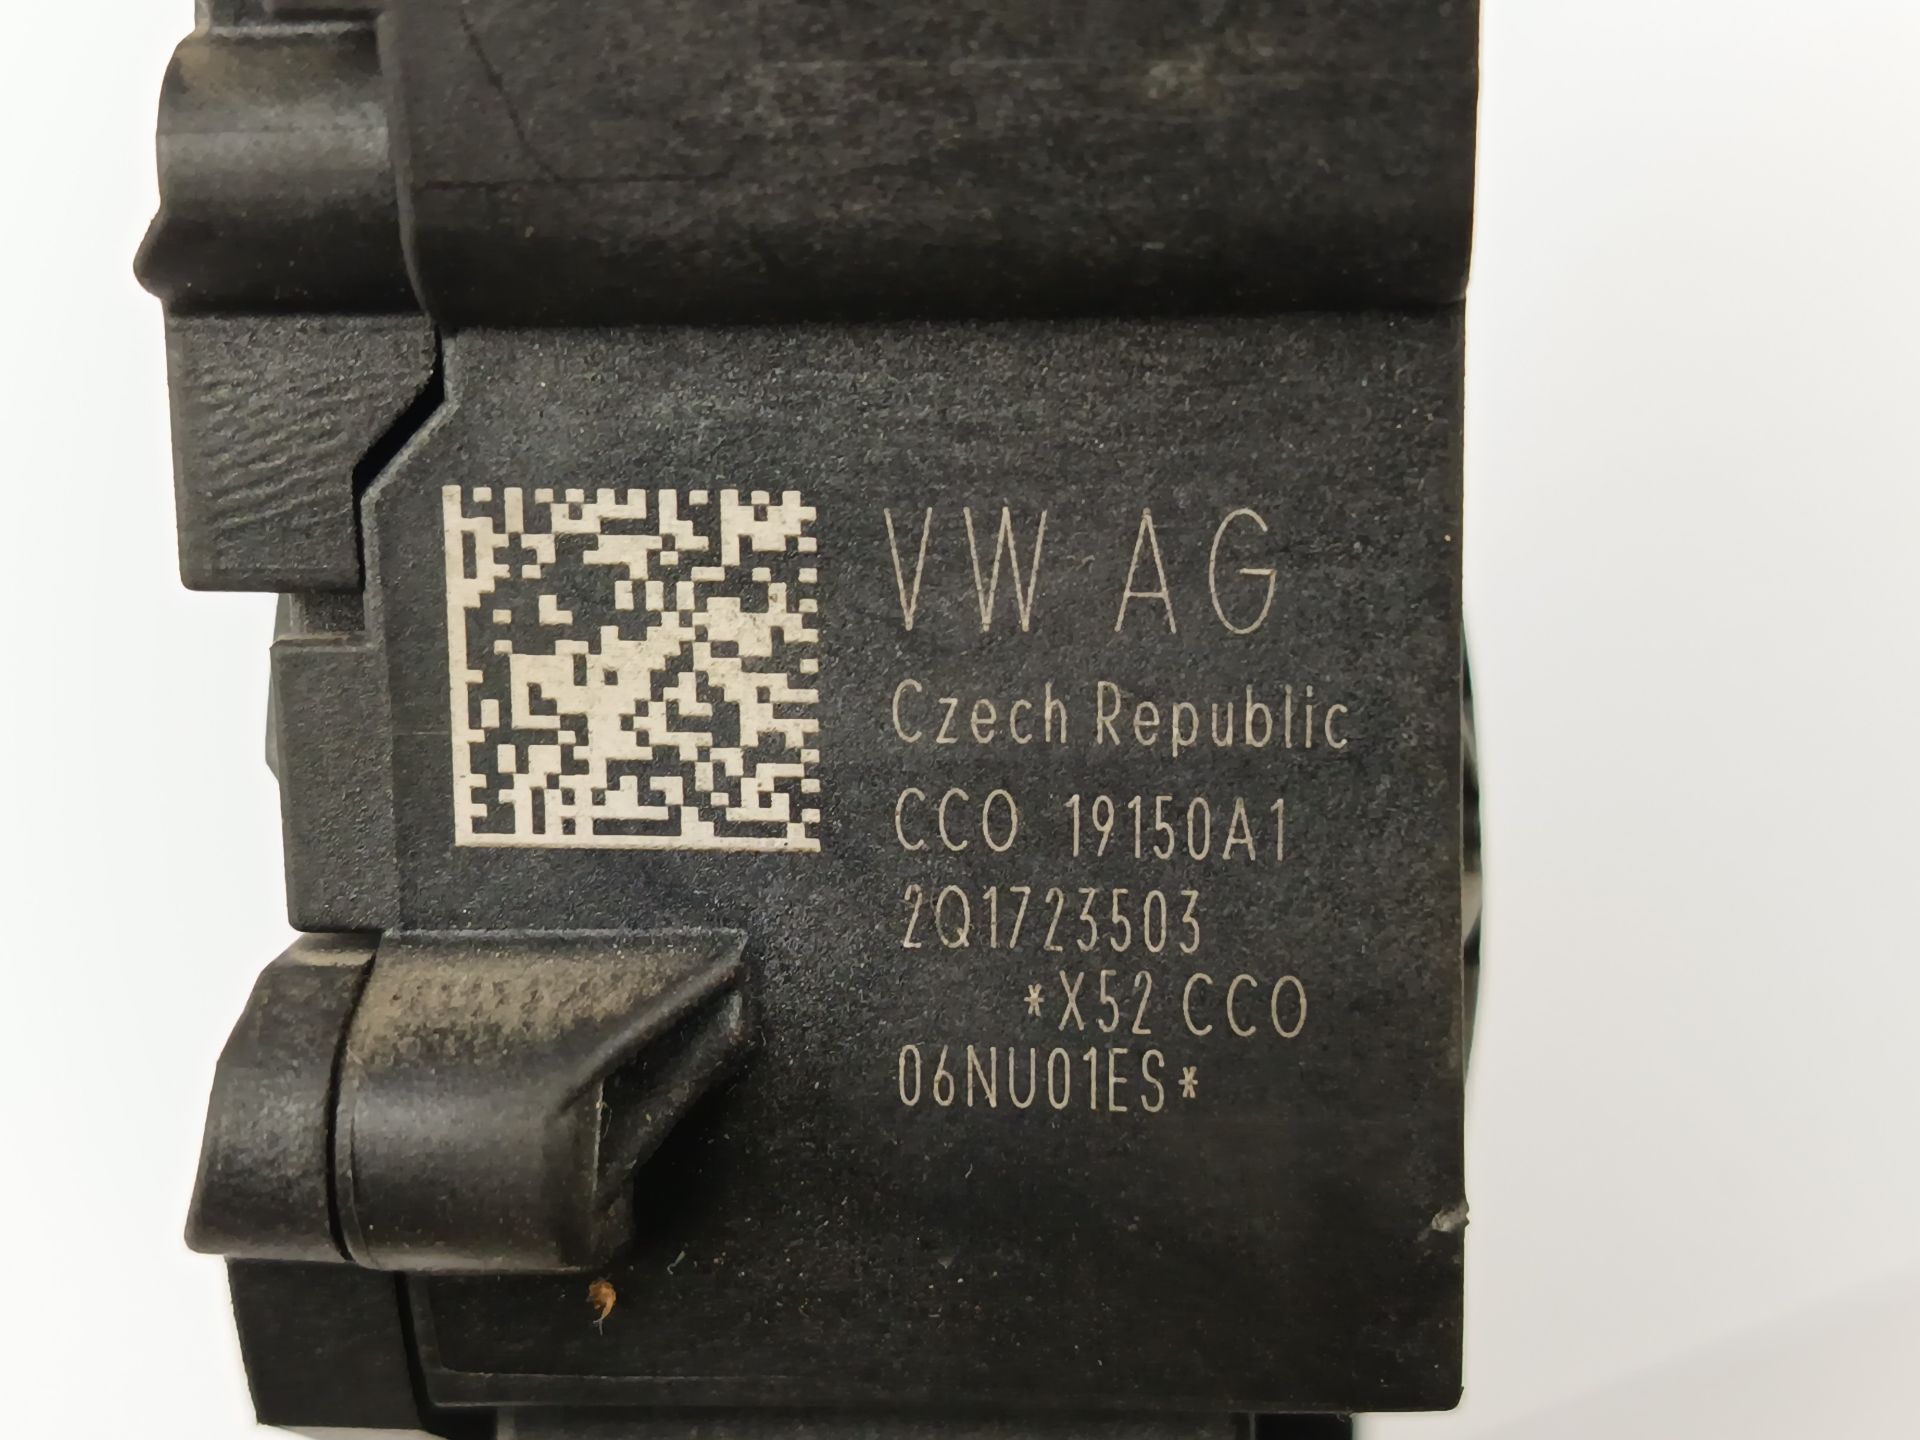 VW AG
Czech Republic
CCO 19150A1
2Q1723503
*X52 CCO
06NU01ES*